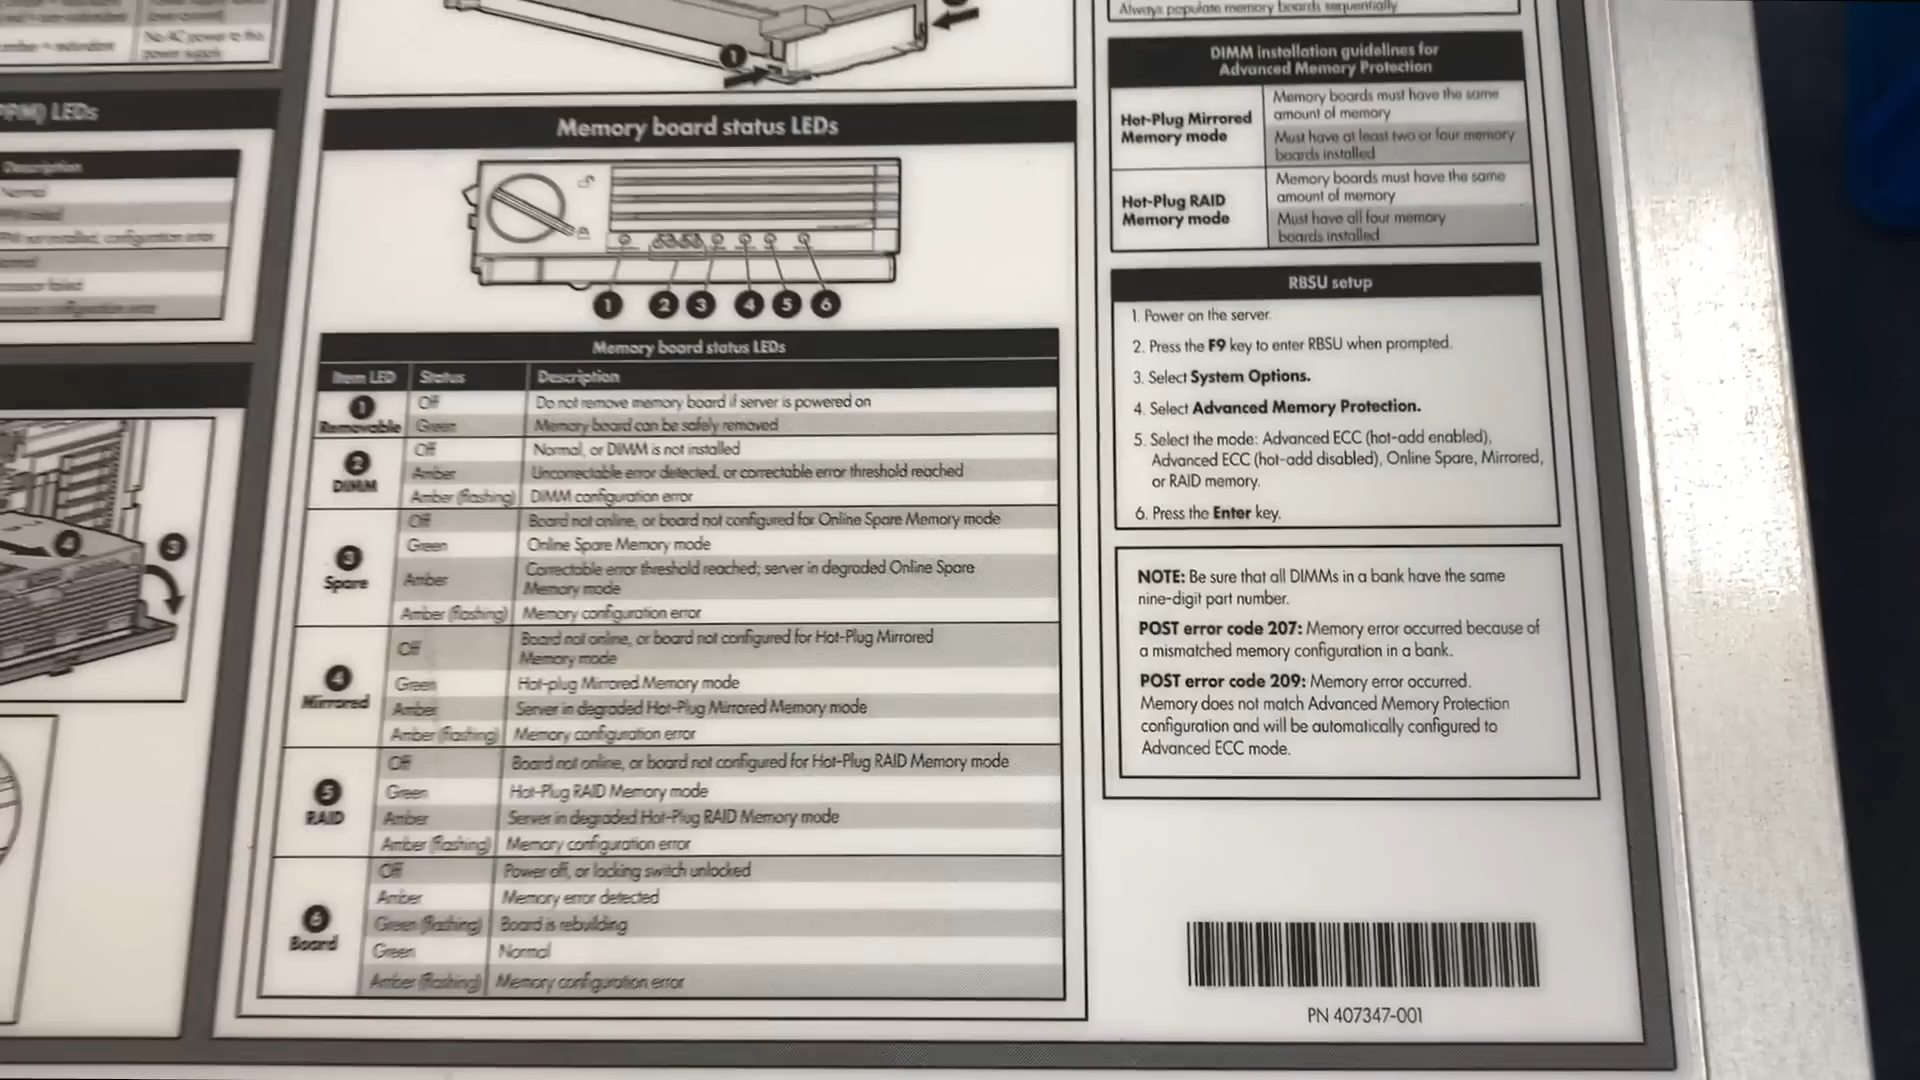 No AC power to this
power supply
LEDs
Description
Normal
not installed, configuration error
Memory board status LEDs
1 2 3 4 5 6
Memory board status LEDs
Item LED Status Description
1 Removable
Off Do not remove memory board if server is powered on
Green Memory board can be safely removed
2 DIMM
Off Normal, or DIMM is not installed
Amber Uncorrectable error detected, or correctable error threshold reached
Amber (flashing) DIMM configuration error
3 Spare
Off Board not online, or board not configured for Online Spare Memory mode
Green Online Spare Memory mode
Amber Correctable error threshold reached; server in degraded Online Spare
Memory mode
Amber (flashing) Memory configuration error
4 Mirrored
Off Board not online, or board not configured for Hot-Plug Mirrored
Memory mode
Green Hot-plug Mirrored Memory mode
Amber Server in degraded Hot-Plug Mirrored Memory mode
Amber (flashing) Memory configuration error
5 RAID
Off Board not online, or board not configured for Hot-Plug RAID Memory mode
Green Hot-Plug RAID Memory mode
Amber Server in degraded Hot-Plug RAID Memory mode
Amber (flashing) Memory configuration error
6 Board
Off Power off, or locking switch unlocked
Amber Memory error detected
Green (flashing) Board is rebuilding
Green Normal
Amber (flashing) Memory configuration error
Always populate memory boards sequentially
DIMM installation guidelines for
Advanced Memory Protection
Hot-Plug Mirrored
Memory mode
Memory boards must have the same
amount of memory
Must have at least two or four memory
boards installed
Hot-Plug RAID
Memory mode
Memory boards must have the same
amount of memory
Must have all four memory
boards installed
RBSU setup
1. Power on the server.
2. Press the F9 key to enter RBSU when prompted.
3. Select System Options.
4. Select Advanced Memory Protection.
5. Select the mode: Advanced ECC (hot-add enabled),
Advanced ECC (hot-add disabled), Online Spare, Mirrored,
or RAID memory.
6. Press the Enter key.
NOTE: Be sure that all DIMMs in a bank have the same
nine-digit part number.
POST error code 207: Memory error occurred because of
a mismatched memory configuration in a bank.
POST error code 209: Memory error occurred.
Memory does not match Advanced Memory Protection
configuration and will be automatically configured to
Advanced ECC mode.
PN 407347-001